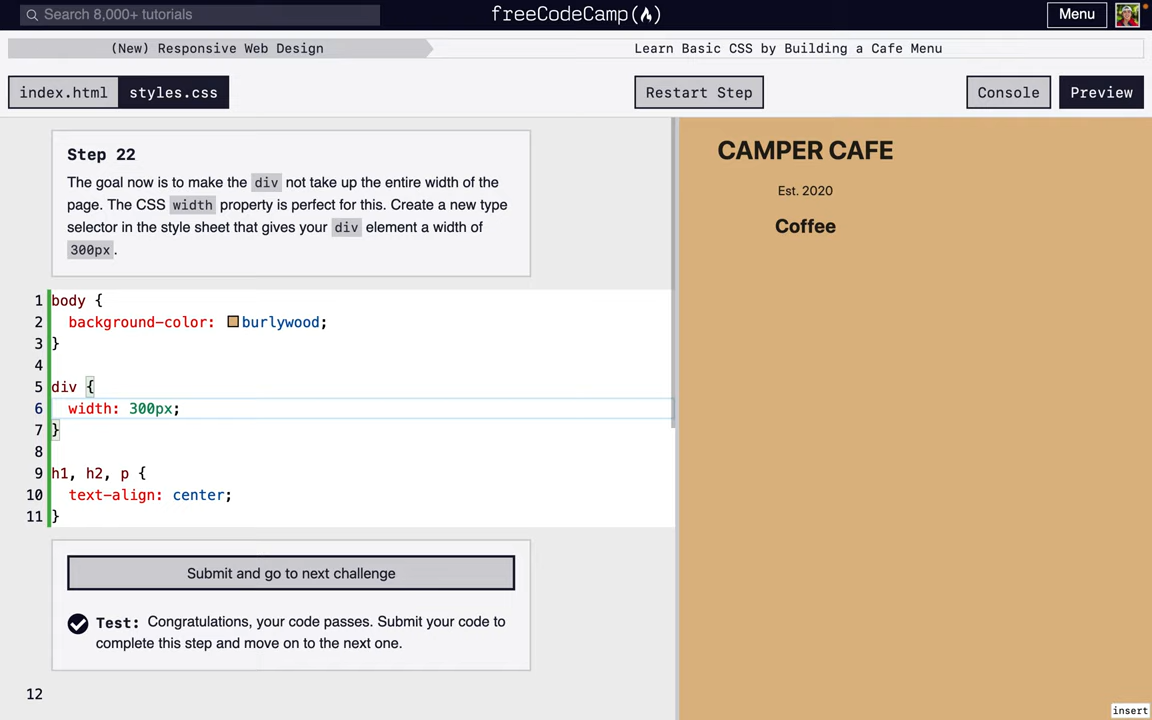 Search 8,000+ tutorials
freeCodeCamp
Menu
(New) Responsive Web Design
Learn Basic CSS by Building a Cafe Menu
index.html
styles.css
Restart Step
Console
Preview
Step 22
The goal now is to make the div not take up the entire width of the
page. The CSS width property is perfect for this. Create a new type
selector in the style sheet that gives your div element a width of
300px.
1 body {
2 background-color: burlywood;
3 }
4
5 div {
6 width: 300px;
7 }
8
9 h1, h2, p {
10 text-align: center;
11 }
Submit and go to next challenge
Test: Congratulations, your code passes. Submit your code to
complete this step and move on to the next one.
12
CAMPER CAFE
Est. 2020
Coffee
insert